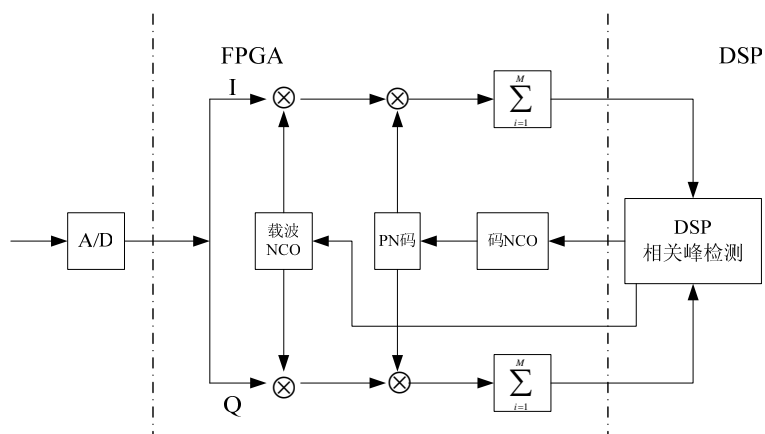 FPGA
DSP
I
M
∑
i=1
A/D
载波
NCO
PN码
码NCO
DSP
相关峰检测
M
∑
i=1
Q